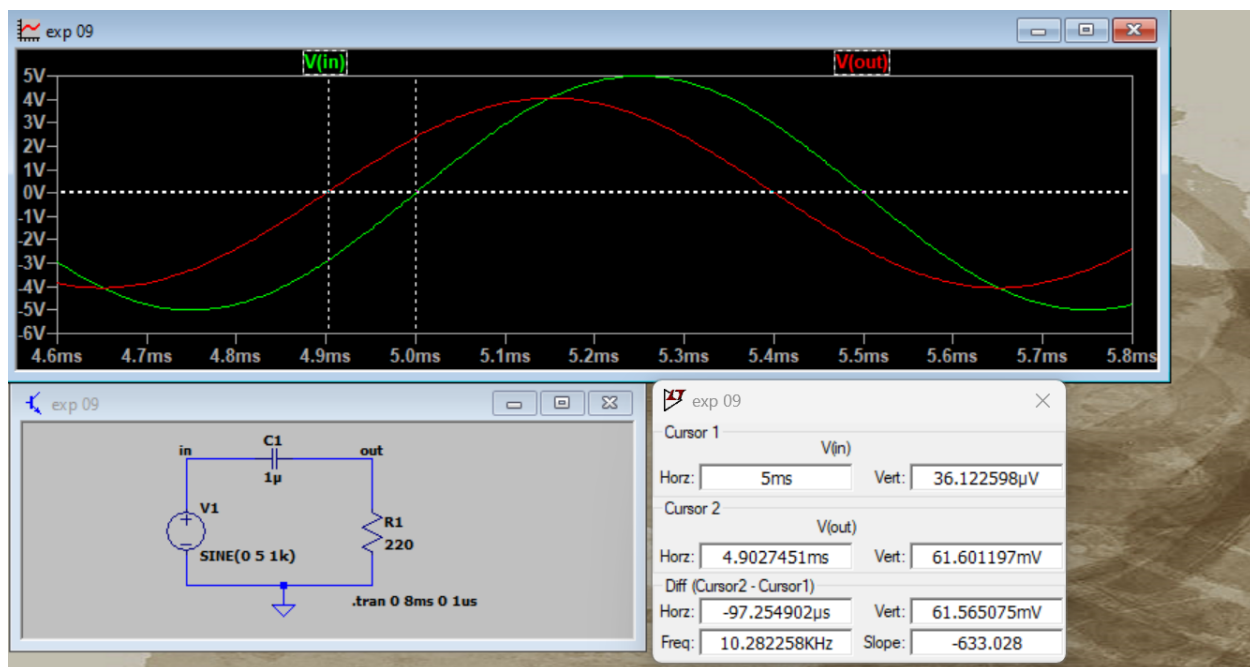 exp 09
V(in) V(out)
5V
4V
3V
2V
1V
0V
-1V
-2V
-3V
-4V
-5V
-6V
4.6ms 4.7ms 4.8ms 4.9ms 5.0ms 5.1ms 5.2ms 5.3ms 5.4ms 5.5ms 5.6ms 5.7ms 5.8ms
exp 09
in C1 out
1µ
V1
R1
220
SINE(0 5 1k)
.tran 0 8ms 0 1us
exp 09
Cursor 1
V(in)
Horz: 5ms Vert: 36.122598µV
Cursor 2
V(out)
Horz: 4.9027451ms Vert: 61.601197mV
Diff (Cursor2 - Cursor1)
Horz: -97.254902µs Vert: 61.565075mV
Freq: 10.282258KHz Slope: -633.028